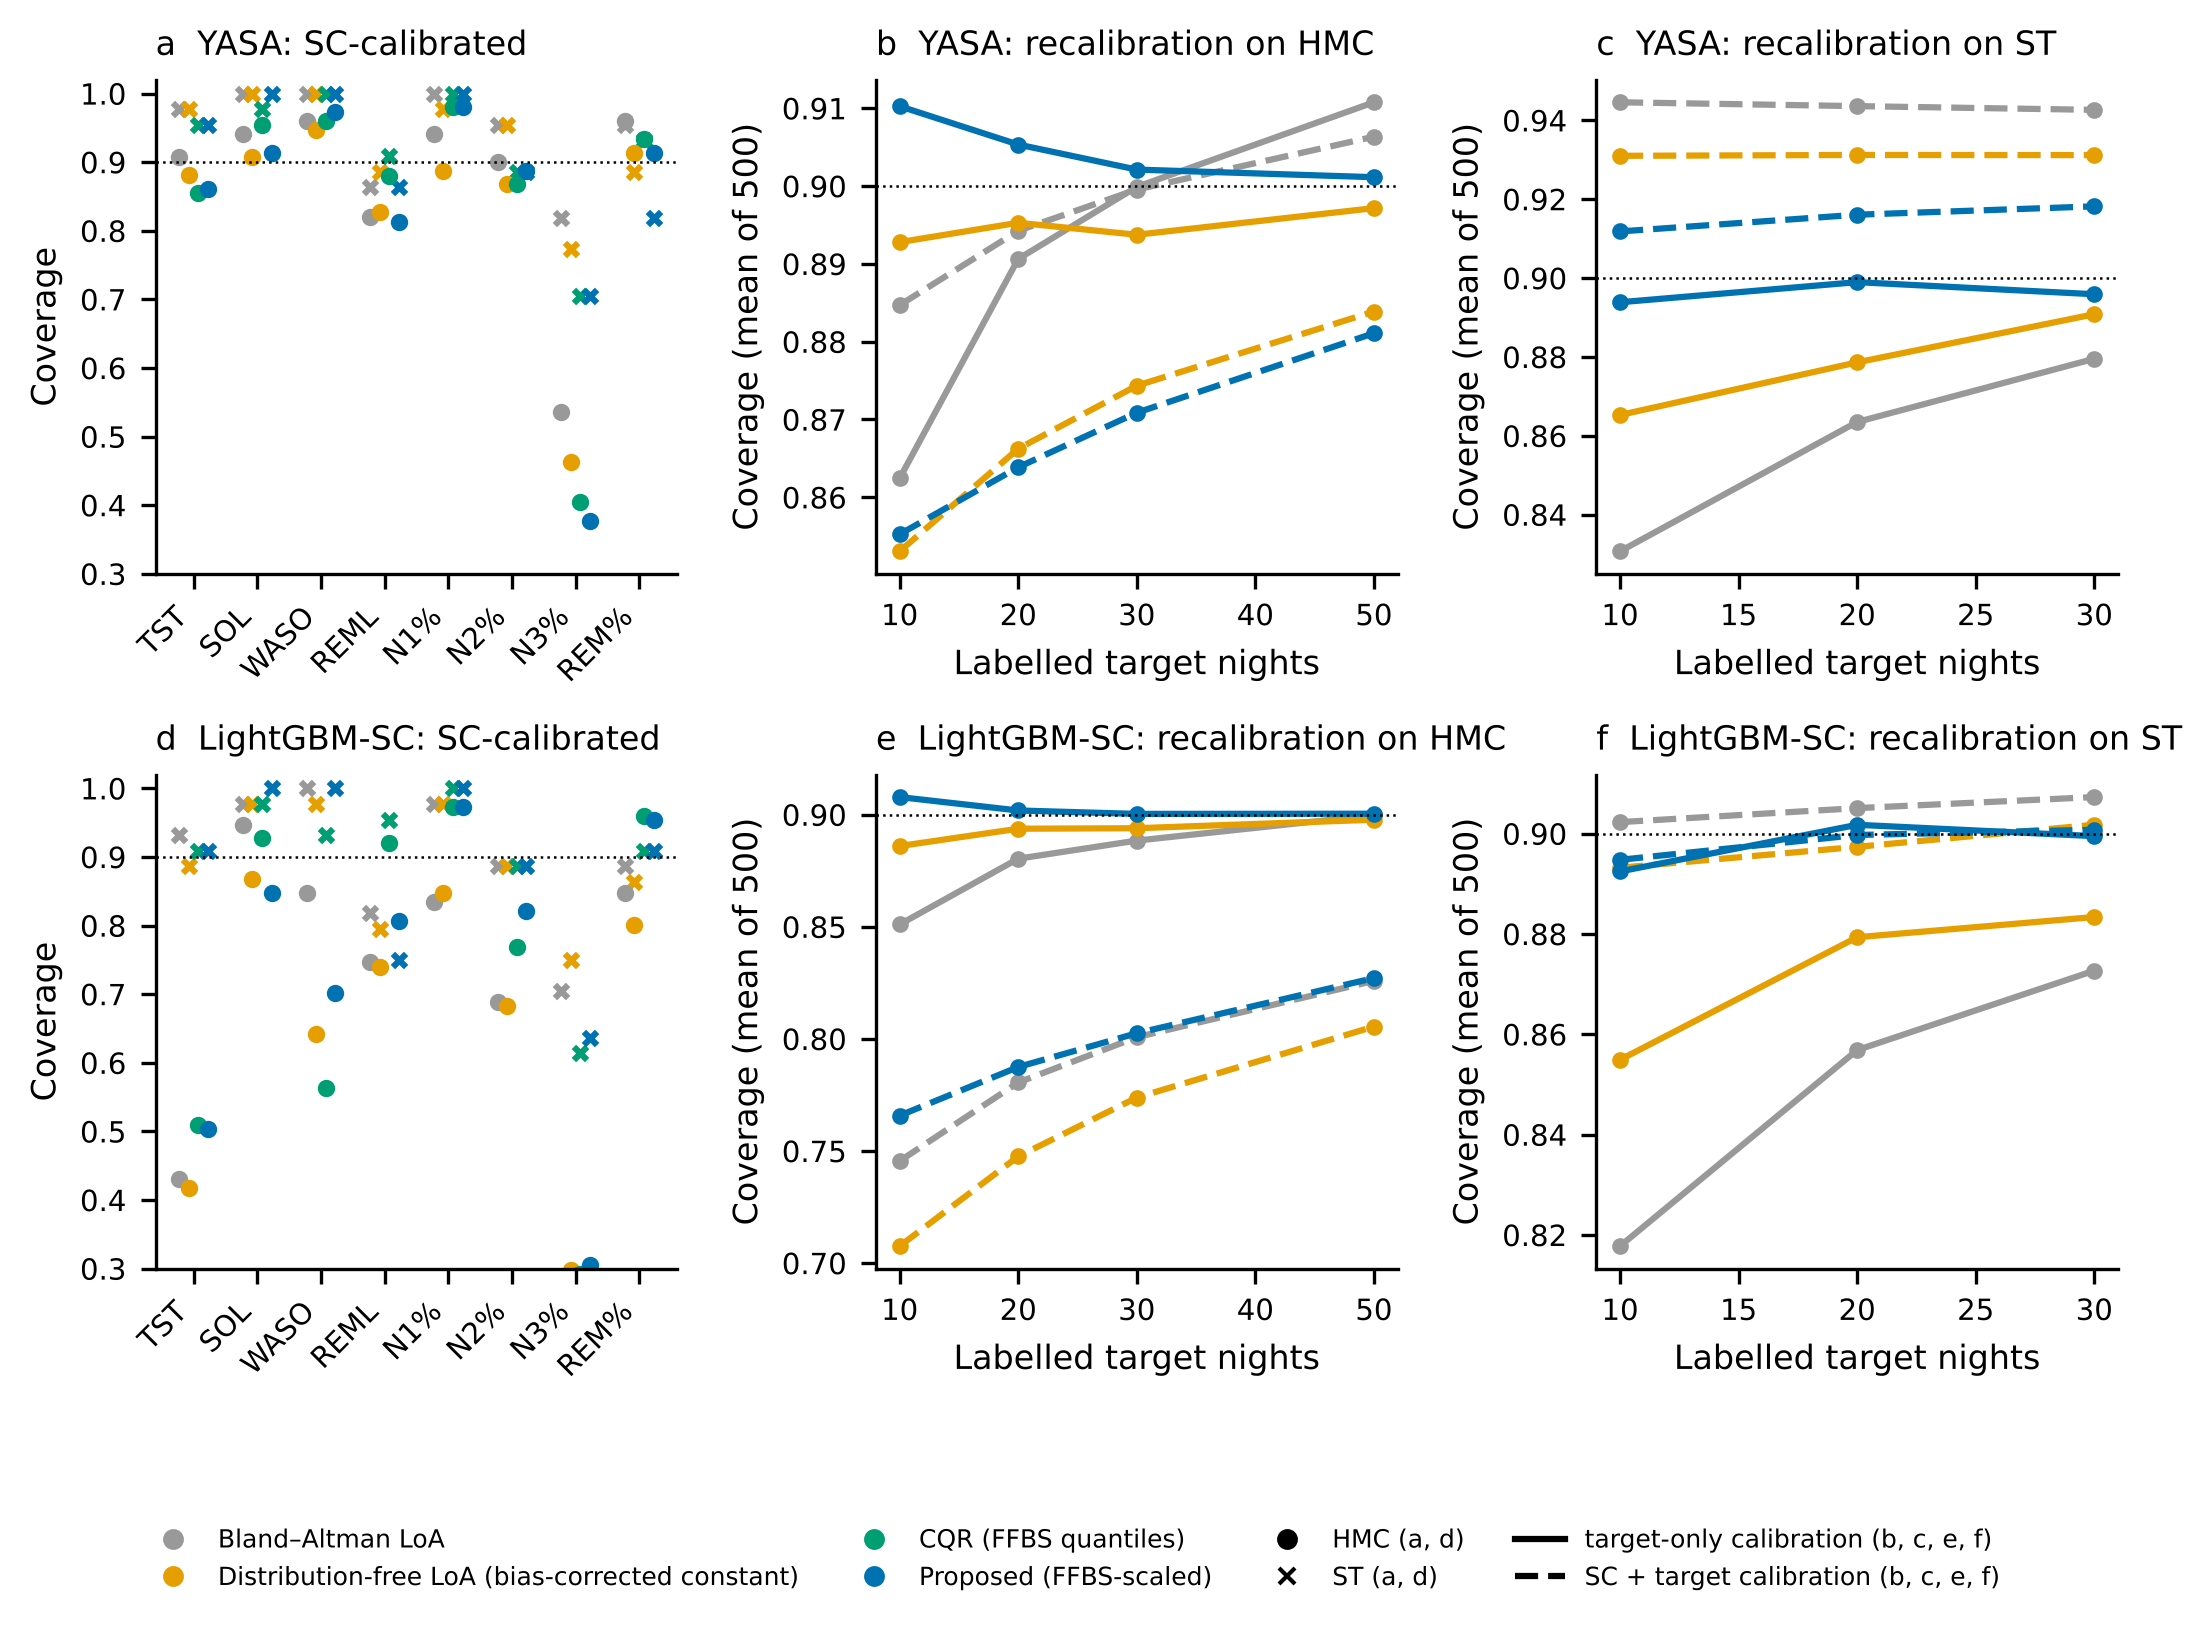 a YASA: SC-calibrated
Coverage
1.0
0.9
0.8
0.7
0.6
0.5
0.4
0.3
TST
SOL
WASO
REML
N1%
N2%
N3%
REM%
b YASA: recalibration on HMC
Coverage (mean of 500)
0.91
0.90
0.89
0.88
0.87
0.86
10 20 30 40 50
Labelled target nights
c YASA: recalibration on ST
Coverage (mean of 500)
0.94
0.92
0.90
0.88
0.86
0.84
10 15 20 25 30
Labelled target nights
d LightGBM-SC: SC-calibrated
Coverage
1.0
0.9
0.8
0.7
0.6
0.5
0.4
0.3
TST
SOL
WASO
REML
N1%
N2%
N3%
REM%
e LightGBM-SC: recalibration on HMC
Coverage (mean of 500)
0.90
0.85
0.80
0.75
0.70
10 20 30 40 50
Labelled target nights
f LightGBM-SC: recalibration on ST
Coverage (mean of 500)
0.90
0.88
0.86
0.84
0.82
10 15 20 25 30
Labelled target nights
Bland–Altman LoA
Distribution-free LoA (bias-corrected constant)
CQR (FFBS quantiles)
Proposed (FFBS-scaled)
HMC (a, d)
ST (a, d)
target-only calibration (b, c, e, f)
SC + target calibration (b, c, e, f)